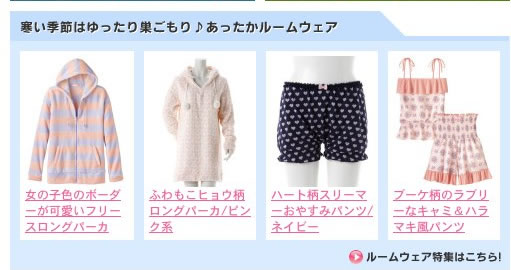 寒い季節はゆったり巣ごもり♪あったかルームウェア
女の子色のボーダ
ーが可愛いフリー
スロングパーカ
ふわもこヒョウ柄
ロングパーカ/ピン
ク系
ハート柄スリーマ
ーおやすみパンツ/
ネイビー
ブーケ柄のラブリ
ーなキャミ&ハラ
マキ風パンツ
ルームウェア特集はこちら!